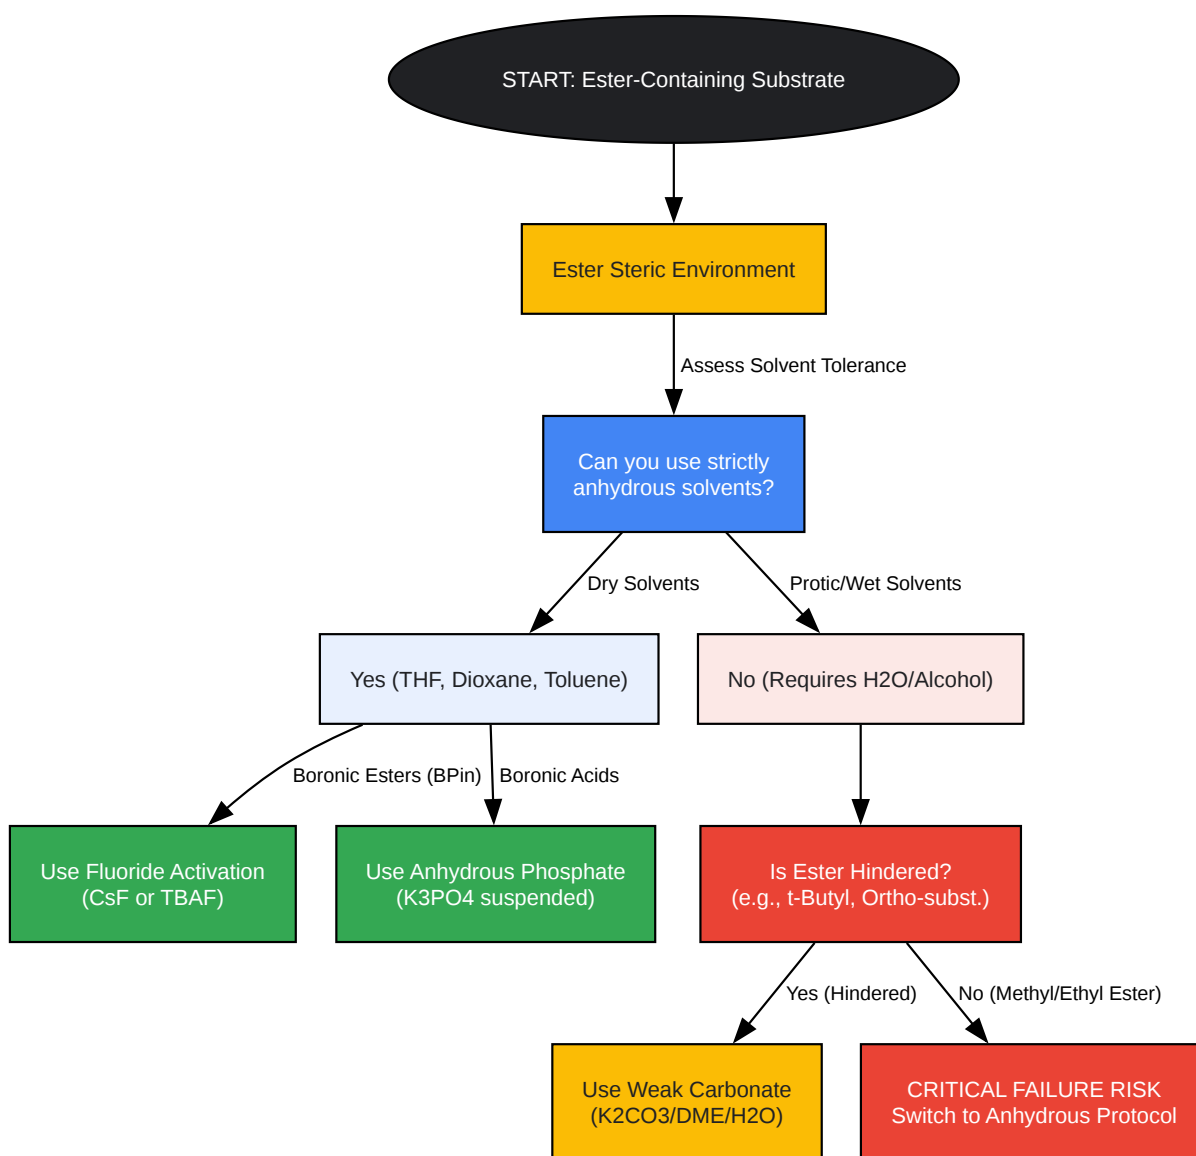 START: Ester-Containing Substrate
Ester Steric Environment
Assess Solvent Tolerance
Can you use strictly
anhydrous solvents?
Dry Solvents
Protic/Wet Solvents
Yes (THF, Dioxane, Toluene)
No (Requires H2O/Alcohol)
Boronic Esters (BPin)
Boronic Acids
Use Fluoride Activation
(CsF or TBAF)
Use Anhydrous Phosphate
(K3PO4 suspended)
Is Ester Hindered?
(e.g., t-Butyl, Ortho-subst.)
Yes (Hindered)
No (Methyl/Ethyl Ester)
Use Weak Carbonate
(K2CO3/DME/H2O)
CRITICAL FAILURE RISK
Switch to Anhydrous Protocol